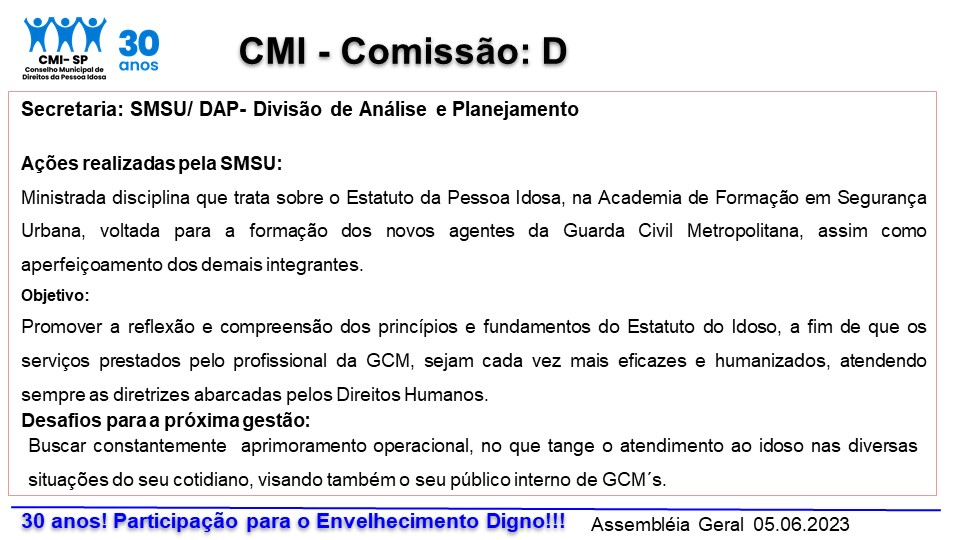 CMI- SP
Conselho Municipal de
Direitos da Pessoa Idosa
30
anos
CMI - Comissão: D
Secretaria: SMSU/ DAP- Divisão de Análise e Planejamento
Ações realizadas pela SMSU:
Ministrada disciplina que trata sobre o Estatuto da Pessoa Idosa, na Academia de Formação em Segurança
Urbana, voltada para a formação dos novos agentes da Guarda Civil Metropolitana, assim como
aperfeiçoamento dos demais integrantes.
Objetivo:
Promover a reflexão e compreensão dos princípios e fundamentos do Estatuto do Idoso, a fim de que os
serviços prestados pelo profissional da GCM, sejam cada vez mais eficazes e humanizados, atendendo
sempre as diretrizes abarcadas pelos Direitos Humanos.
Desafios para a próxima gestão:
Buscar constantemente aprimoramento operacional, no que tange o atendimento ao idoso nas diversas
situações do seu cotidiano, visando também o seu público interno de GCM´s.
30 anos! Participação para o Envelhecimento Digno!!!
Assembléia Geral 05.06.2023